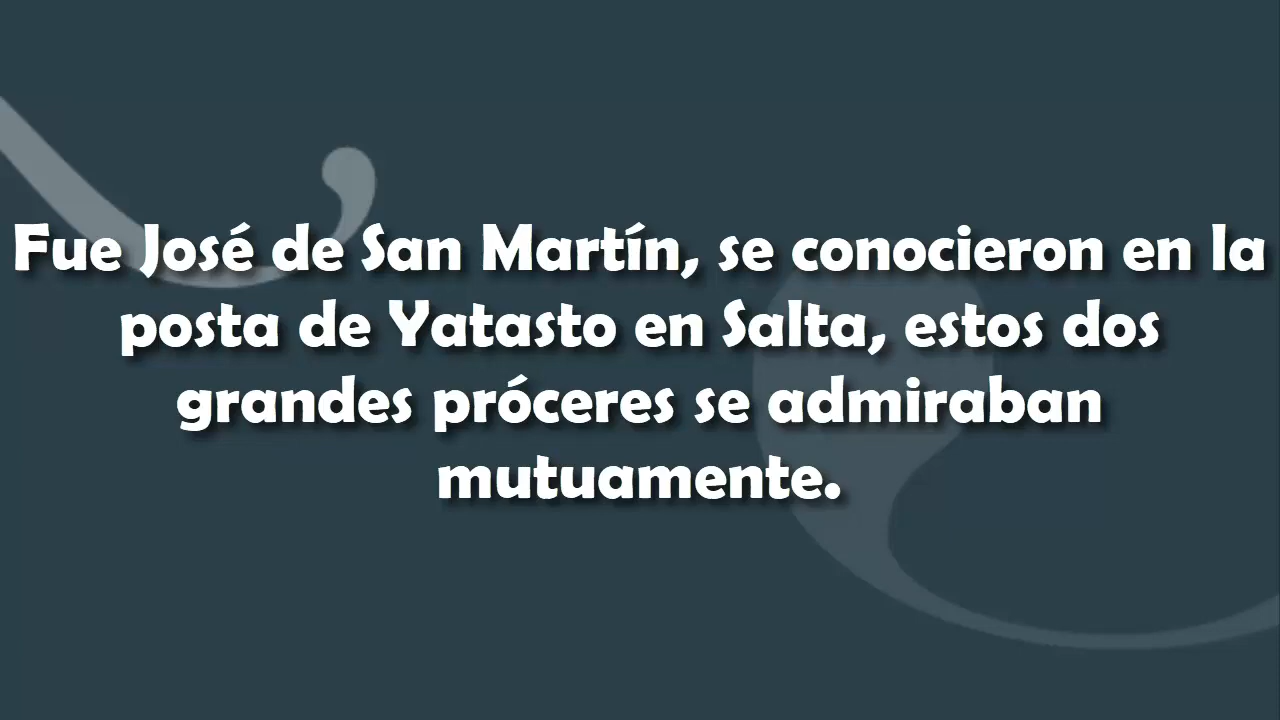 Fue José de San Martín, se conocieron en la
posta de Yatasto en Salta, estos dos
grandes próceres se admiraban
mutuamente.